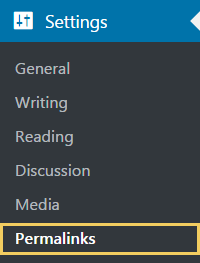 Settings
General
Writing
Reading
Discussion
Media
Permalinks